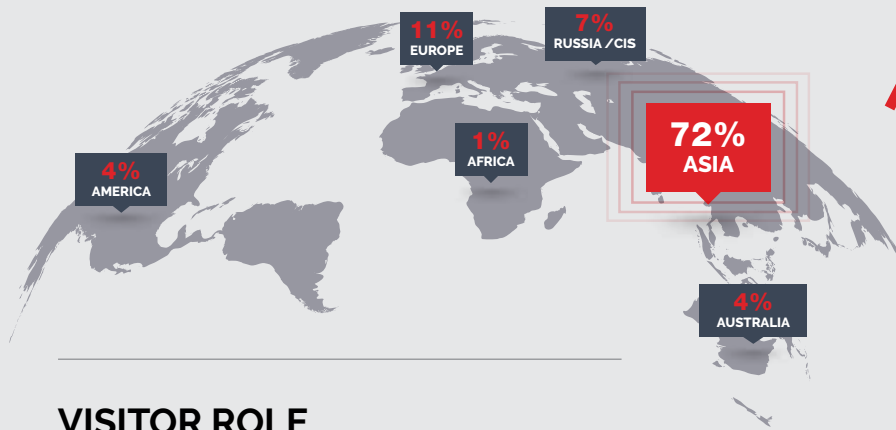 11%
EUROPE
7%
RUSSIA/CIS
72%
ASIA
1%
AFRICA
4%
AMERICA
4%
AUSTRALIA
VISITOR ROLE